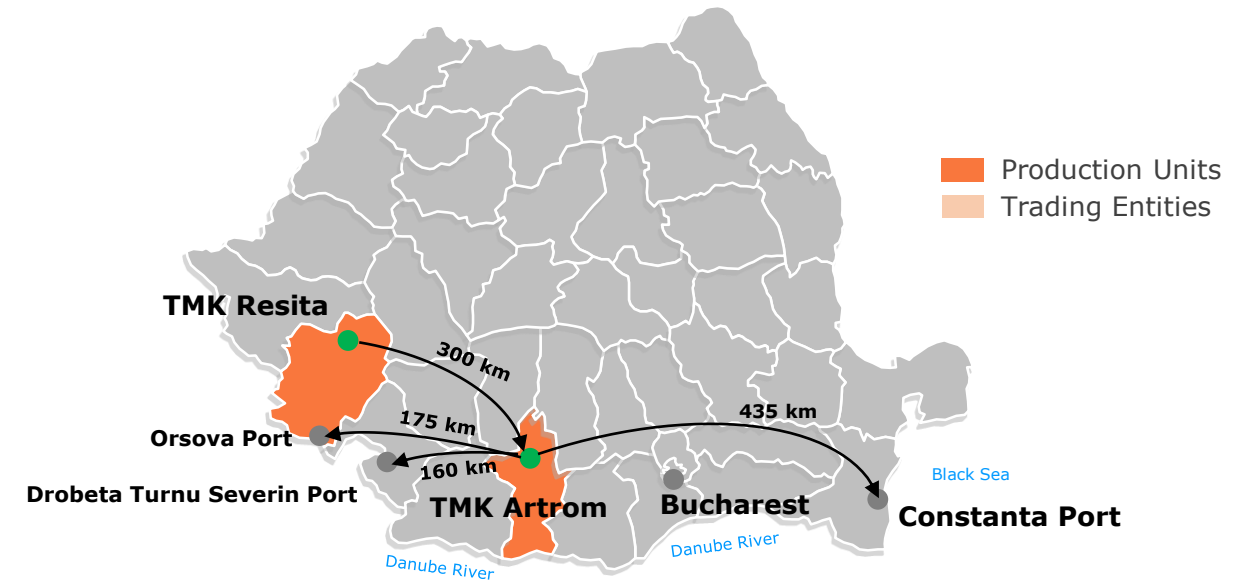 Production Units
Trading Entities
TMK Resita
300 km
175 km
435 km
Orsova Port
160 km
Drobeta Turnu Severin Port
TMK Artrom
Bucharest
Black Sea
Constanta Port
Danube River
Danube River